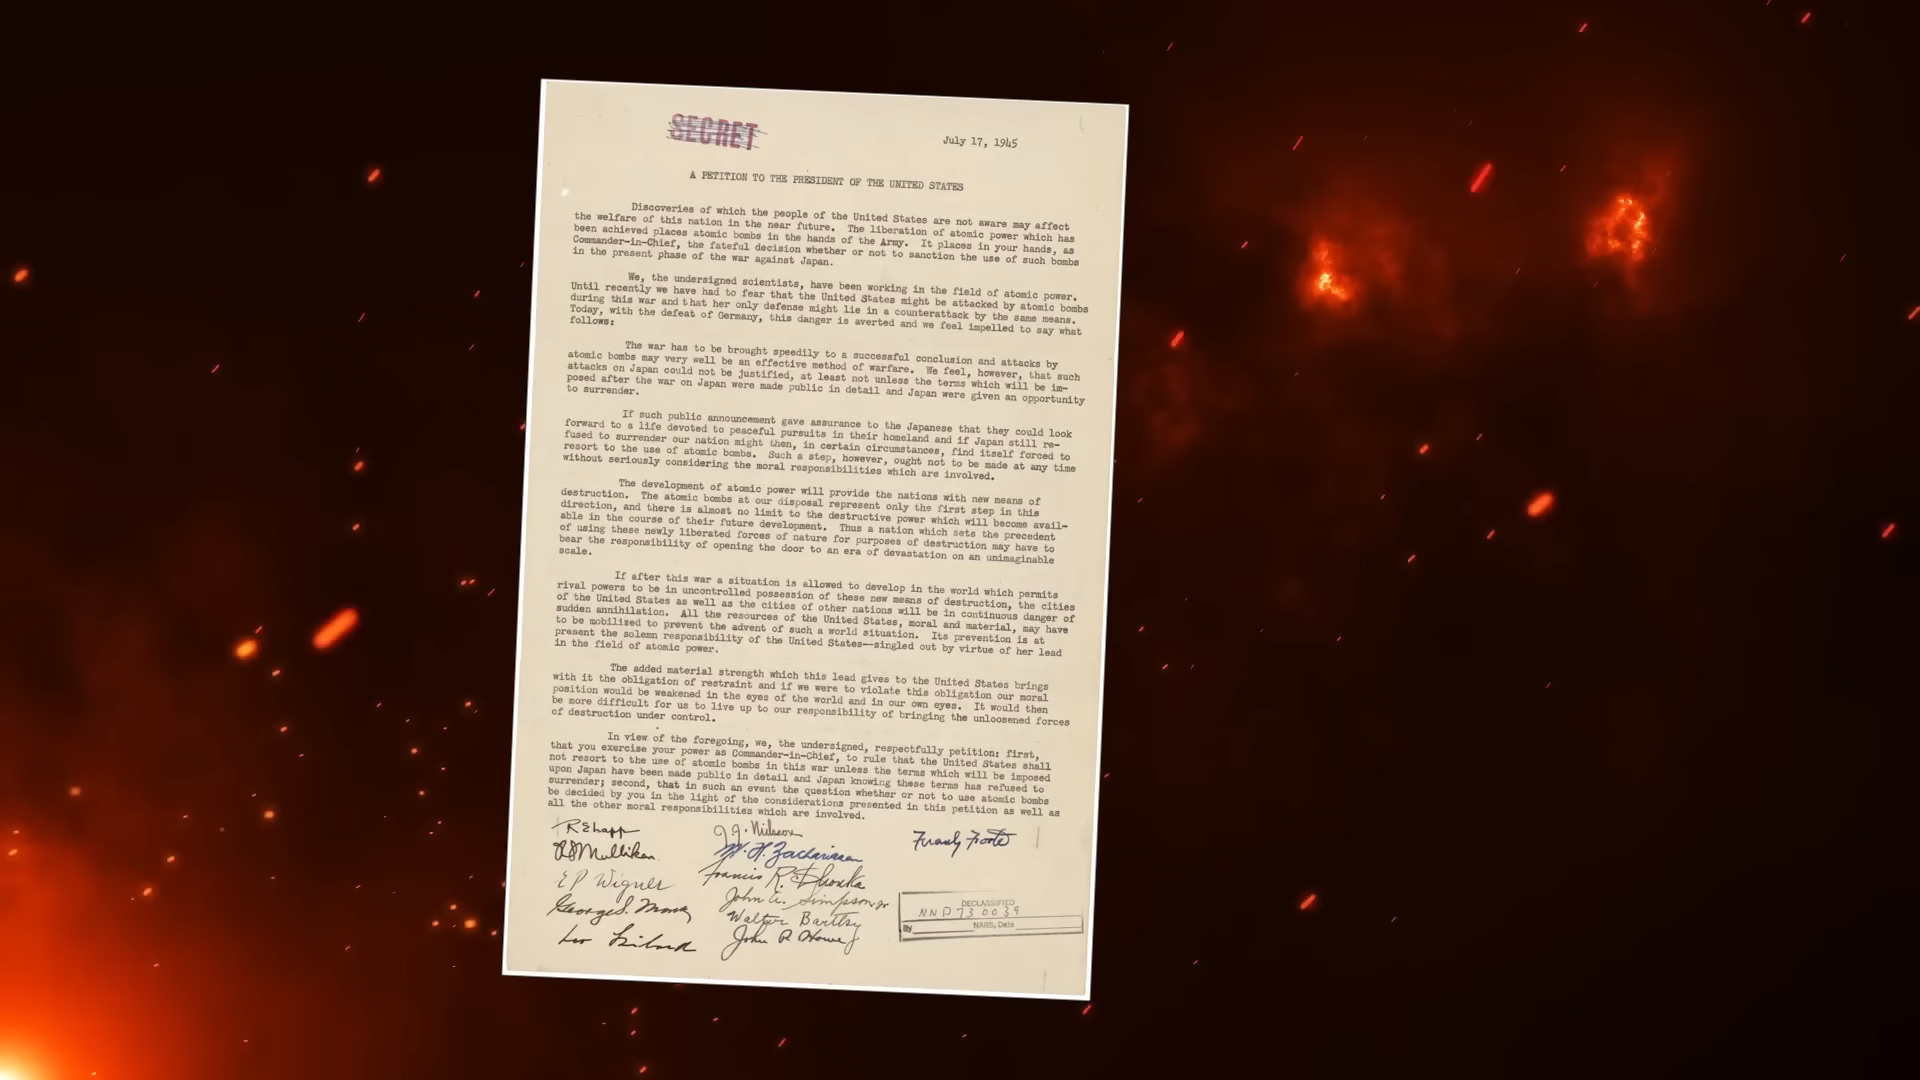 SECRET
July 17, 1945
A PETITION TO THE PRESIDENT OF THE UNITED STATES
Discoveries of which the people of the United States are not aware may affect
the welfare of this nation in the near future. The liberation of atomic power which has
been achieved places atomic bombs in the hands of the Army. It places in your hands, as
Commander-in-Chief, the fateful decision whether or not to sanction the use of such bombs
in the present phase of the war against Japan.
We, the undersigned scientists, have been working in the field of atomic power.
Until recently we have had to fear that the United States might be attacked by atomic bombs
during this war and that her only defense might lie in a counterattack by the same means.
Today, with the defeat of Germany, this danger is averted and we feel impelled to say what
follows:
The war has to be brought speedily to a successful conclusion and attacks by
atomic bombs may very well be an effective method of warfare. We feel, however, that such
attacks on Japan could not be justified, at least not unless the terms which will be im-
posed after the war on Japan were made public in detail and Japan were given an opportunity
to surrender.
If such public announcement gave assurance to the Japanese that they could look
forward to a life devoted to peaceful pursuits in their homeland and if Japan still re-
fused to surrender our nation might then, in certain circumstances, find itself forced to
resort to the use of atomic bombs. Such a step, however, ought not to be made at any time
without seriously considering the moral responsibilities which are involved.
The development of atomic power will provide the nations with new means of
destruction. The atomic bombs at our disposal represent only the first step in this
direction, and there is almost no limit to the destructive power which will become avail-
able in the course of their future development. Thus a nation which sets the precedent
of using these newly liberated forces of nature for purposes of destruction may have to
bear the responsibility of opening the door to an era of devastation on an unimaginable
scale.
If after this war a situation is allowed to develop in the world which permits
rival powers to be in uncontrolled possession of these new means of destruction, the cities
of the United States as well as the cities of other nations will be in continuous danger of
sudden annihilation. All the resources of the United States, moral and material, may have
to be mobilized to prevent the advent of such a world situation. Its prevention is at
present the solemn responsibility of the United States--singled out by virtue of her lead
in the field of atomic power.
The added material strength which this lead gives to the United States brings
with it the obligation of restraint and if we were to violate this obligation our moral
position would be weakened in the eyes of the world and in our own eyes. It would then
be more difficult for us to live up to our responsibility of bringing the unloosened forces
of destruction under control.
In view of the foregoing, we, the undersigned, respectfully petition: first,
that you exercise your power as Commander-in-Chief, to rule that the United States shall
not resort to the use of atomic bombs in this war unless the terms which will be imposed
upon Japan have been made public in detail and Japan knowing these terms has refused to
surrender; second, that in such an event the question whether or not to use atomic bombs
be decided by you in the light of the considerations presented in this petition as well as
all the other moral responsibilities which are involved.
RS Mulliken
E P Wigner
George S. Monk
Leo Szilard
W. H. Zachariasen
Francis R. Shonka
John A. Simpson Jr
Walter Bartky
John P. Howe J
DECLASSIFIED
NND 730039
By NARS, Date